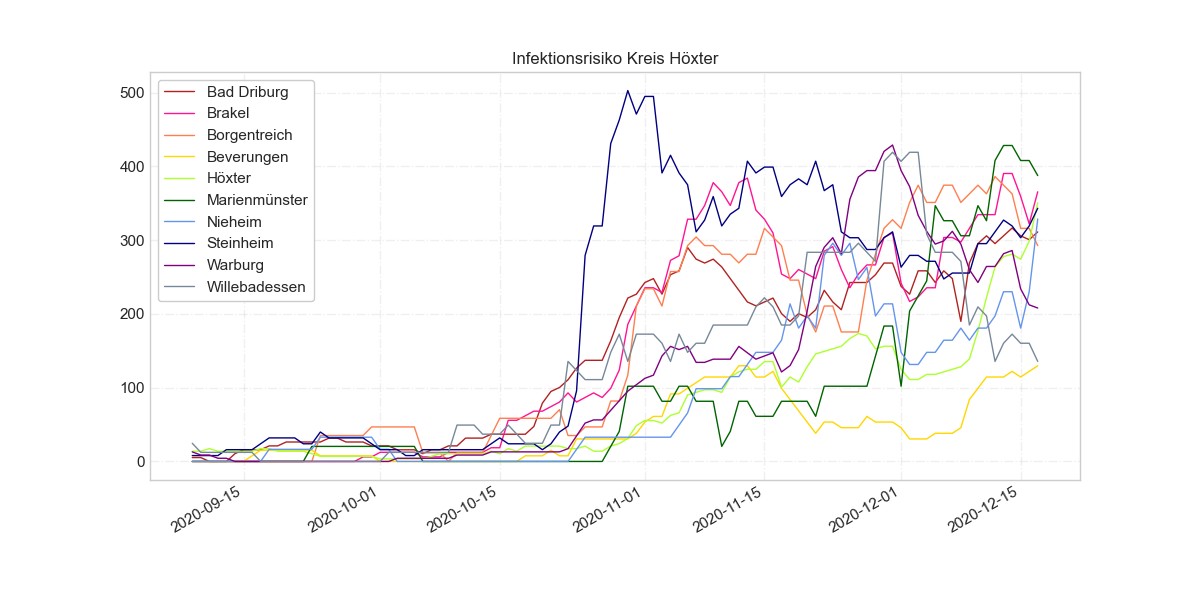 Infektionsrisiko Kreis Höxter
500
400
300
200
100
0
Bad Driburg
Brakel
Borgentreich
Beverungen
Höxter
Marienmünster
Nieheim
Steinheim
Warburg
Willebadessen
2020-09-15
2020-10-01
2020-10-15
2020-11-01
2020-11-15
2020-12-01
2020-12-15